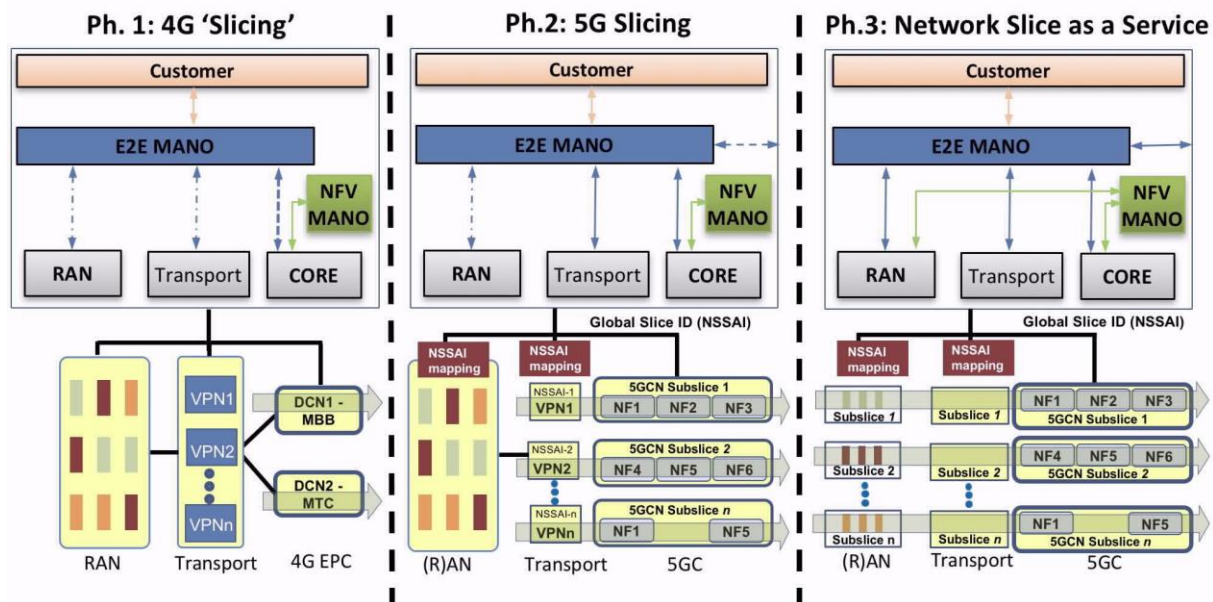 Ph. 1: 4G ‘Slicing’
Customer
E2E MANO
NFV
MANO
RAN
Transport
CORE
VPN1
VPN2
VPNn
DCN1 -
MBB
DCN2 -
MTC
RAN
Transport
4G EPC
Ph.2: 5G Slicing
Customer
E2E MANO
NFV
MANO
RAN
Transport
CORE
Global Slice ID (NSSAI)
NSSAI
mapping
NSSAI
mapping
NSSAI-1
VPN1
5GCN Subslice 1
NF1 NF2 NF3
NSSAI-2
VPN2
5GCN Subslice 2
NF4 NF5 NF6
NSSAI-n
VPNn
5GCN Subslice n
NF1 NF5
(R)AN
Transport
5GC
Ph.3: Network Slice as a Service
Customer
E2E MANO
NFV
MANO
RAN
Transport
CORE
Global Slice ID (NSSAI)
NSSAI
mapping
NSSAI
mapping
Subslice 1
Subslice 1
NF1 NF2 NF3
5GCN Subslice 1
Subslice 2
Subslice 2
NF4 NF5 NF6
5GCN Subslice 2
Subslice n
Subslice n
NF1 NF5
5GCN Subslice n
(R)AN
Transport
5GC